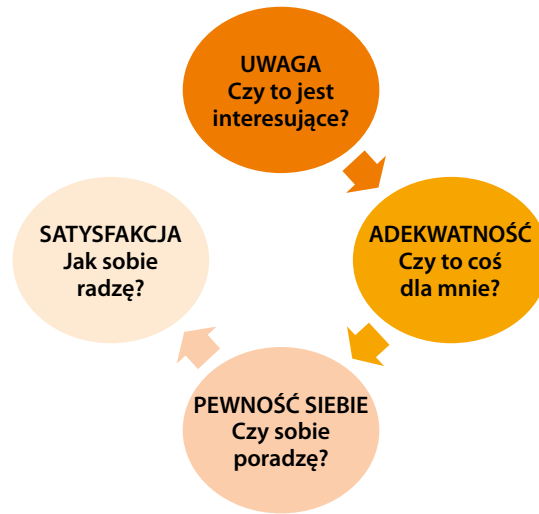 UWAGA
Czy to jest
interesujące?
ADEKWATNOŚĆ
Czy to coś
dla mnie?
PEWNOŚĆ SIEBIE
Czy sobie
poradzę?
SATYSFAKCJA
Jak sobie
radzę?